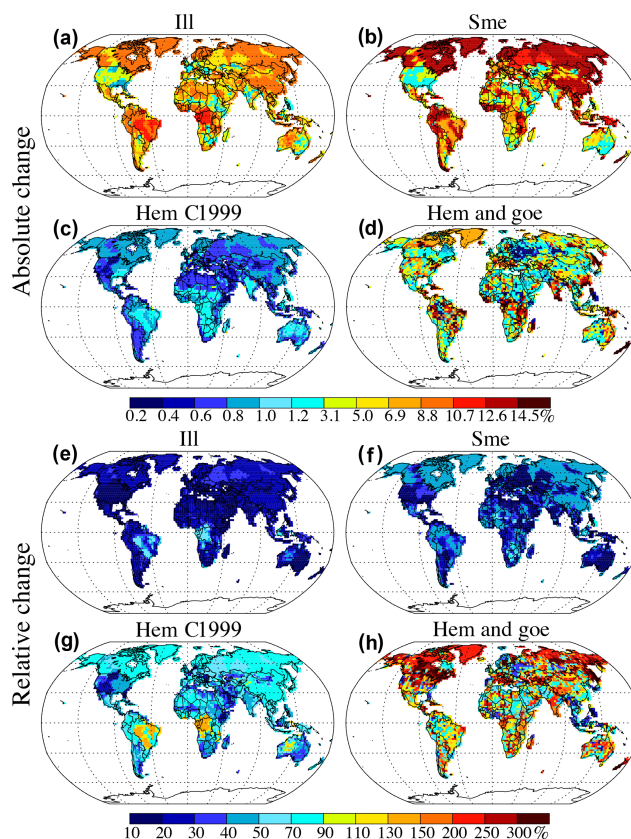 (a) Ill
(b) Sme
Absolute change
(c) Hem C1999
(d) Hem and goe
0.2 0.4 0.6 0.8 1.0 1.2 3.1 5.0 6.9 8.8 10.7 12.6 14.5%
(e) Ill
(f) Sme
Relative change
(g) Hem C1999
(h) Hem and goe
10 20 30 40 50 70 90 110 130 150 200 250 300%